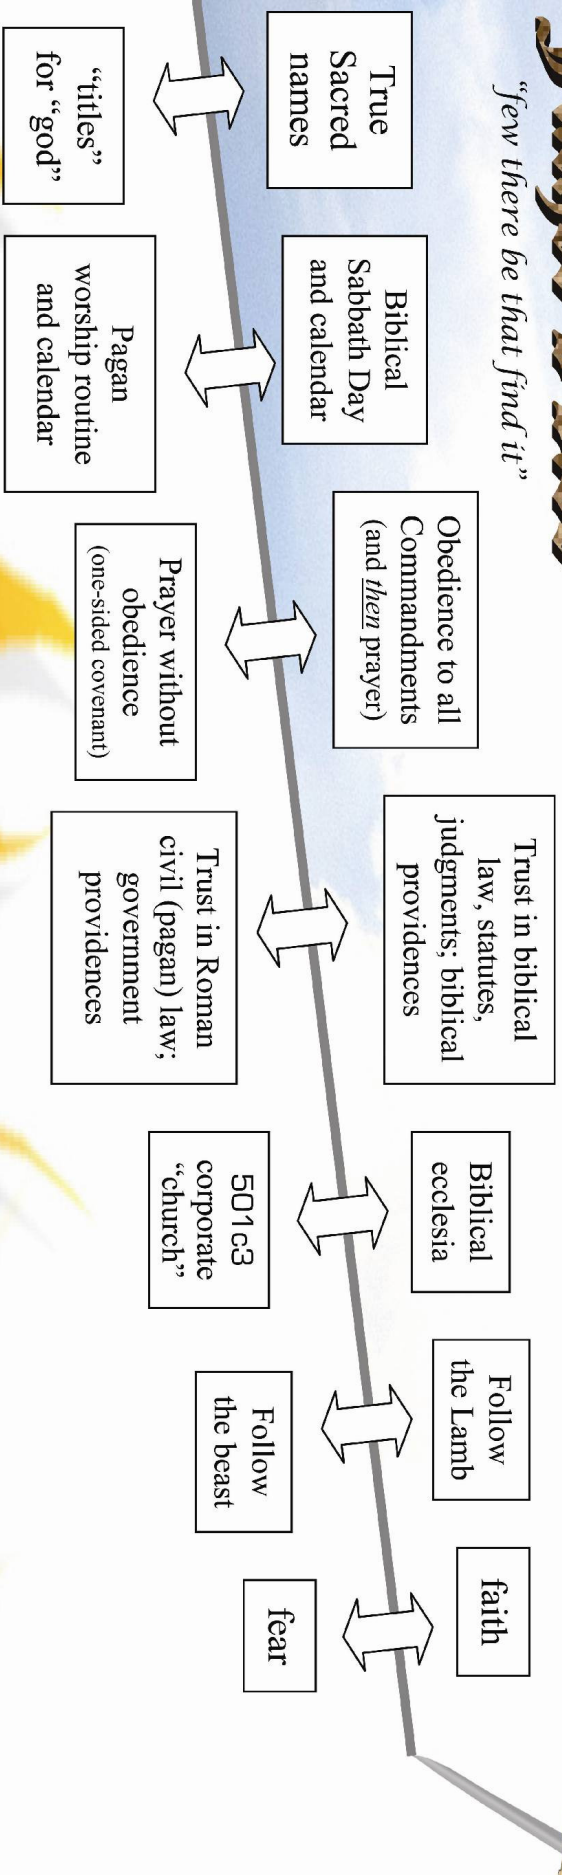 “few there be that find it”
True
Sacred
names
“titles”
for “god”
Biblical
Sabbath Day
and calendar
Pagan
worship routine
and calendar
Obedience to all
Commandments
(and then prayer)
Prayer without
obedience
(one-sided covenant)
Trust in biblical
law, statutes,
judgments; biblical
providences
Trust in Roman
civil (pagan) law;
government
providences
Biblical
ecclesia
501c3
corporate
“church”
Follow
the Lamb
Follow
the beast
faith
fear